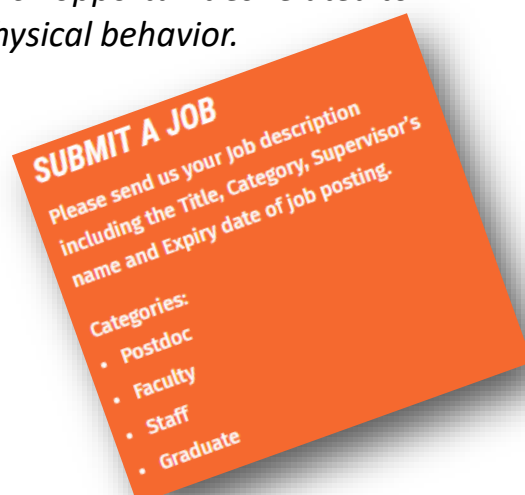 physical behavior.
SUBMIT A JOB
Please send us your Job description
including the Title, Category, Supervisor's
name and Expiry date of job posting.
Categories:
• Postdoc
• Faculty
• Staff
• Graduate